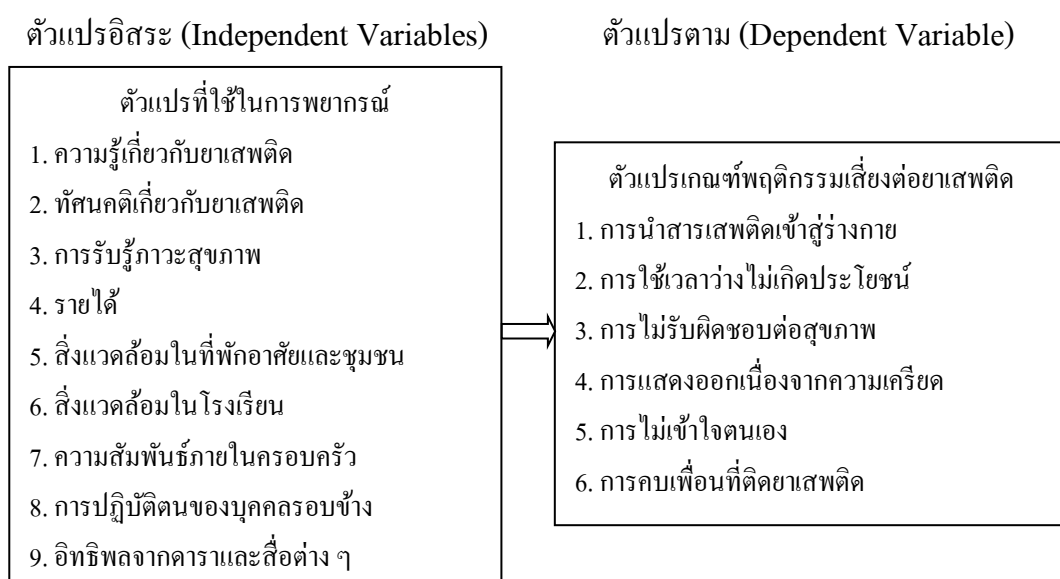 ตัวแปรอิสระ (Independent Variables)
ตัวแปรที่ใช้ในการพยากรณ์
1. ความรู้เกี่ยวกับยาเสพติด
2. ทัศนคติเกี่ยวกับยาเสพติด
3. การรับรู้ภาวะสุขภาพ
4. รายได้
5. สิ่งแวดล้อมในที่พักอาศัยและชุมชน
6. สิ่งแวดล้อมในโรงเรียน
7. ความสัมพันธ์ภายในครอบครัว
8. การปฏิบัติตนของบุคคลรอบข้าง
9. อิทธิพลจากดาราและสื่อต่าง ๆ
ตัวแปรตาม (Dependent Variable)
ตัวแปรเกณฑ์พฤติกรรมเสี่ยงต่อยาเสพติด
1. การนำสารเสพติดเข้าสู่ร่างกาย
2. การใช้เวลาว่างไม่เกิดประโยชน์
3. การไม่รับผิดชอบต่อสุขภาพ
4. การแสดงออกเนื่องจากความเครียด
5. การไม่เข้าใจตนเอง
6. การคบเพื่อนที่ติดยาเสพติด